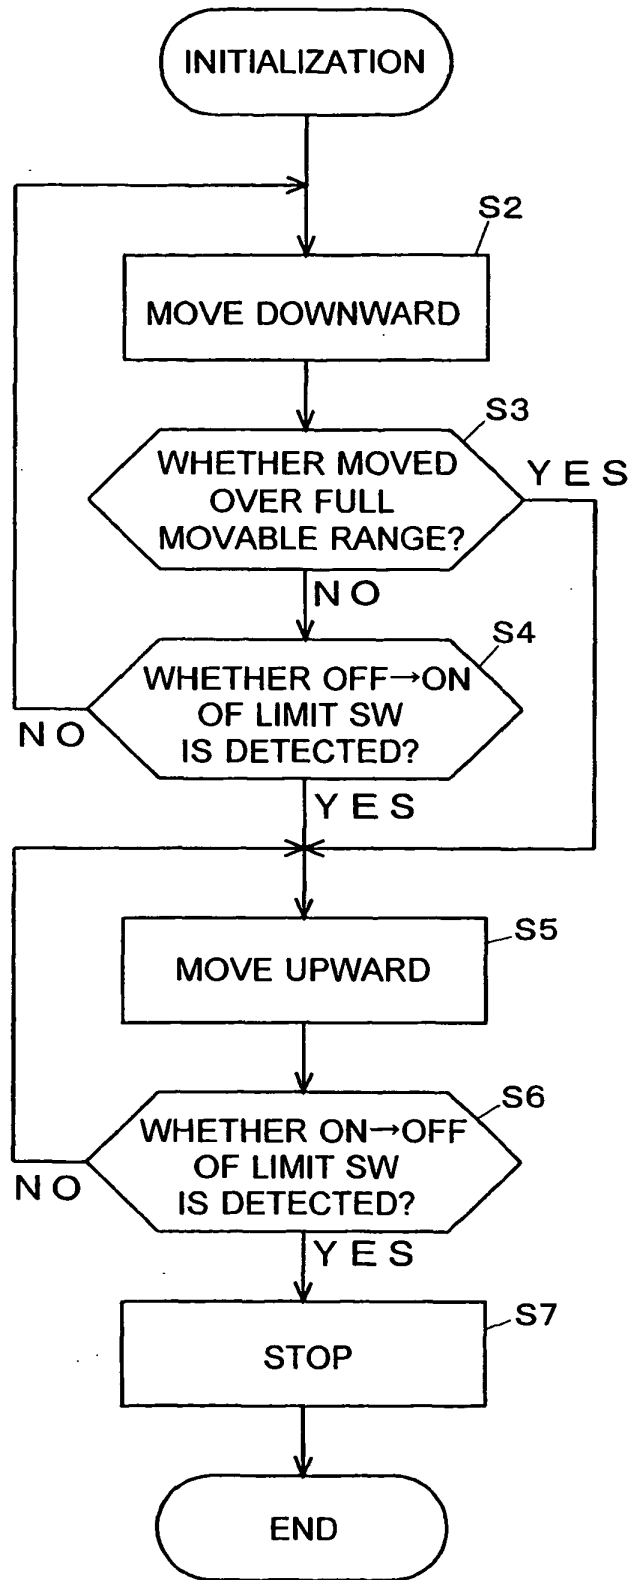 INITIALIZATION
S2
MOVE DOWNWARD
S3
WHETHER MOVED
OVER FULL
MOVABLE RANGE?
YES
NO
S4
WHETHER OFF→ON
OF LIMIT SW
IS DETECTED?
NO
YES
S5
MOVE UPWARD
S6
WHETHER ON→OFF
OF LIMIT SW
IS DETECTED?
NO
YES
S7
STOP
END